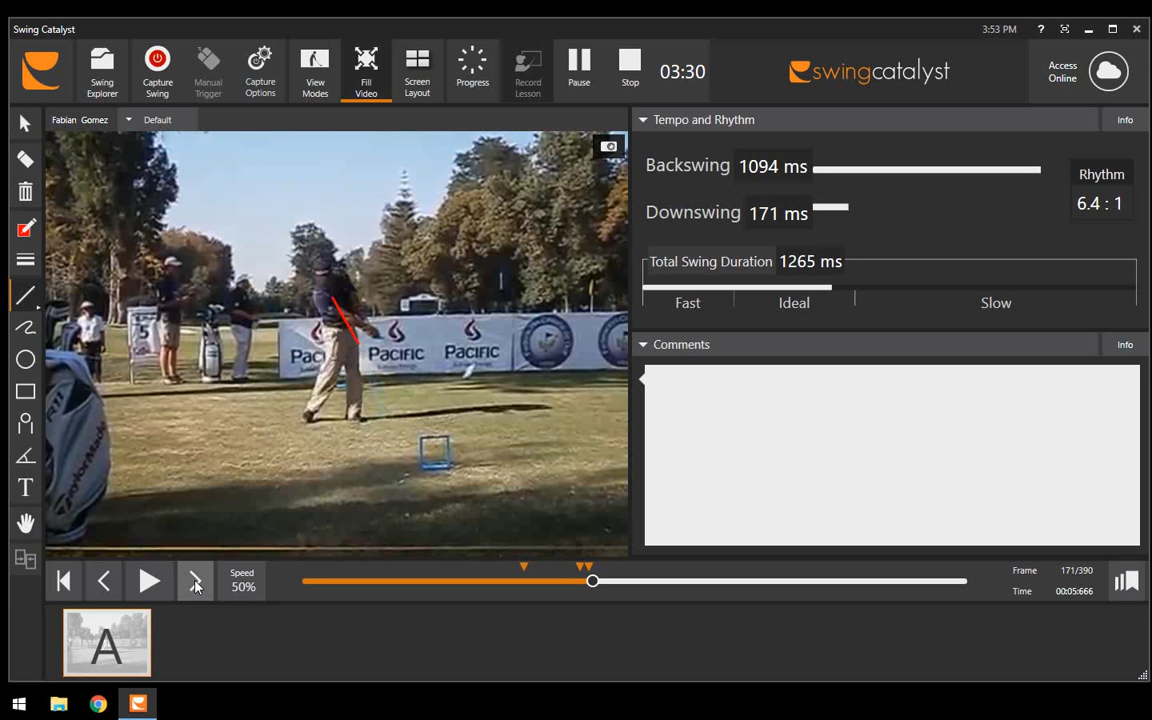 Swing Catalyst
3:53 PM
?
Swing
Explorer
Capture
Swing
Manual
Trigger
Capture
Options
View
Modes
Fill
Video
Screen
Layout
Progress
Record
Lesson
Pause
Stop
03:30
swingcatalyst
Access
Online
Fabian Gomez
Default
Tempo and Rhythm
Info
Backswing 1094 ms
Rhythm
6.4 : 1
Downswing 171 ms
Total Swing Duration 1265 ms
Fast
Ideal
Slow
Comments
Info
5
PACIFIC
PACIFIC
TaylorMade
T
Speed
50%
Frame 171/390
Time 00:05:666
A